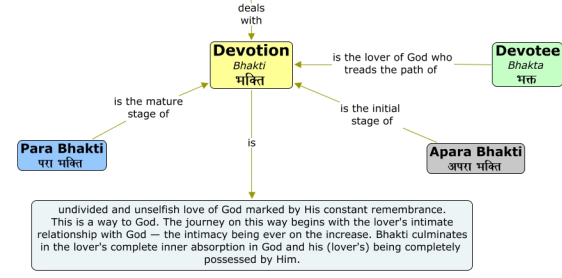 deals
with
Devotion
Bhakti
भक्ति
is the lover of God who
treads the path of
Devotee
Bhakta
भक्त
is the mature
stage of
is the initial
stage of
Para Bhakti
परा भक्ति
is
Apara Bhakti
अपरा भक्ति
undivided and unselfish love of God marked by His constant remembrance.
This is a way to God. The journey on this way begins with the lover's intimate
relationship with God — the intimacy being ever on the increase. Bhakti culminates
in the lover's complete inner absorption in God and his (lover's) being completely
possessed by Him.